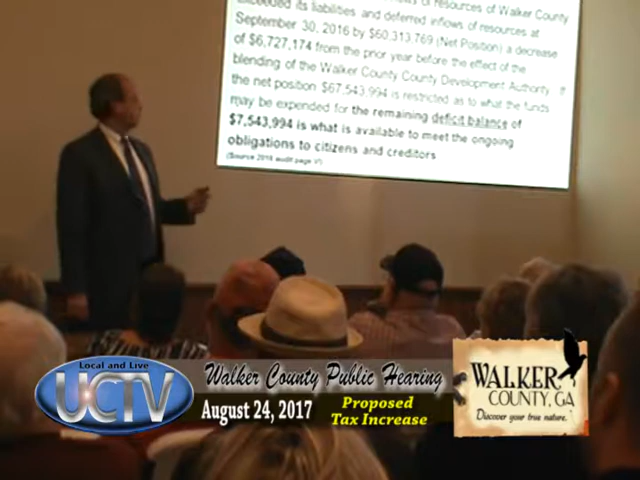 resources of Walker County
exceeded its liabilities and deferred inflows of resources at
September 30, 2016 by $60,313,769 (Net Position) a decrease
of $6,727,174 from the prior year before the effect of the
blending of the Walker County County Development Authority.
the net position $67,543,994 is restricted as to what the funds
may be expended for the remaining deficit balance of
$7,543,994 is what is available to meet the ongoing
obligations to citizens and creditors
(Source 2016 audit page
Local and Live
UCTV
Walker County Public Hearing
August 24, 2017
Proposed
Tax Increase
WALKER
COUNTY, GA
Discover your true nature.